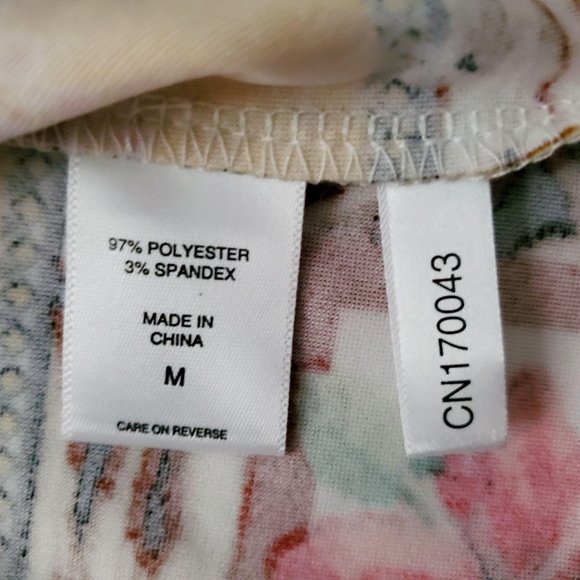 97% POLYESTER
3% SPANDEX
MADE IN
CHINA
M
CARE ON REVERSE
CN170043